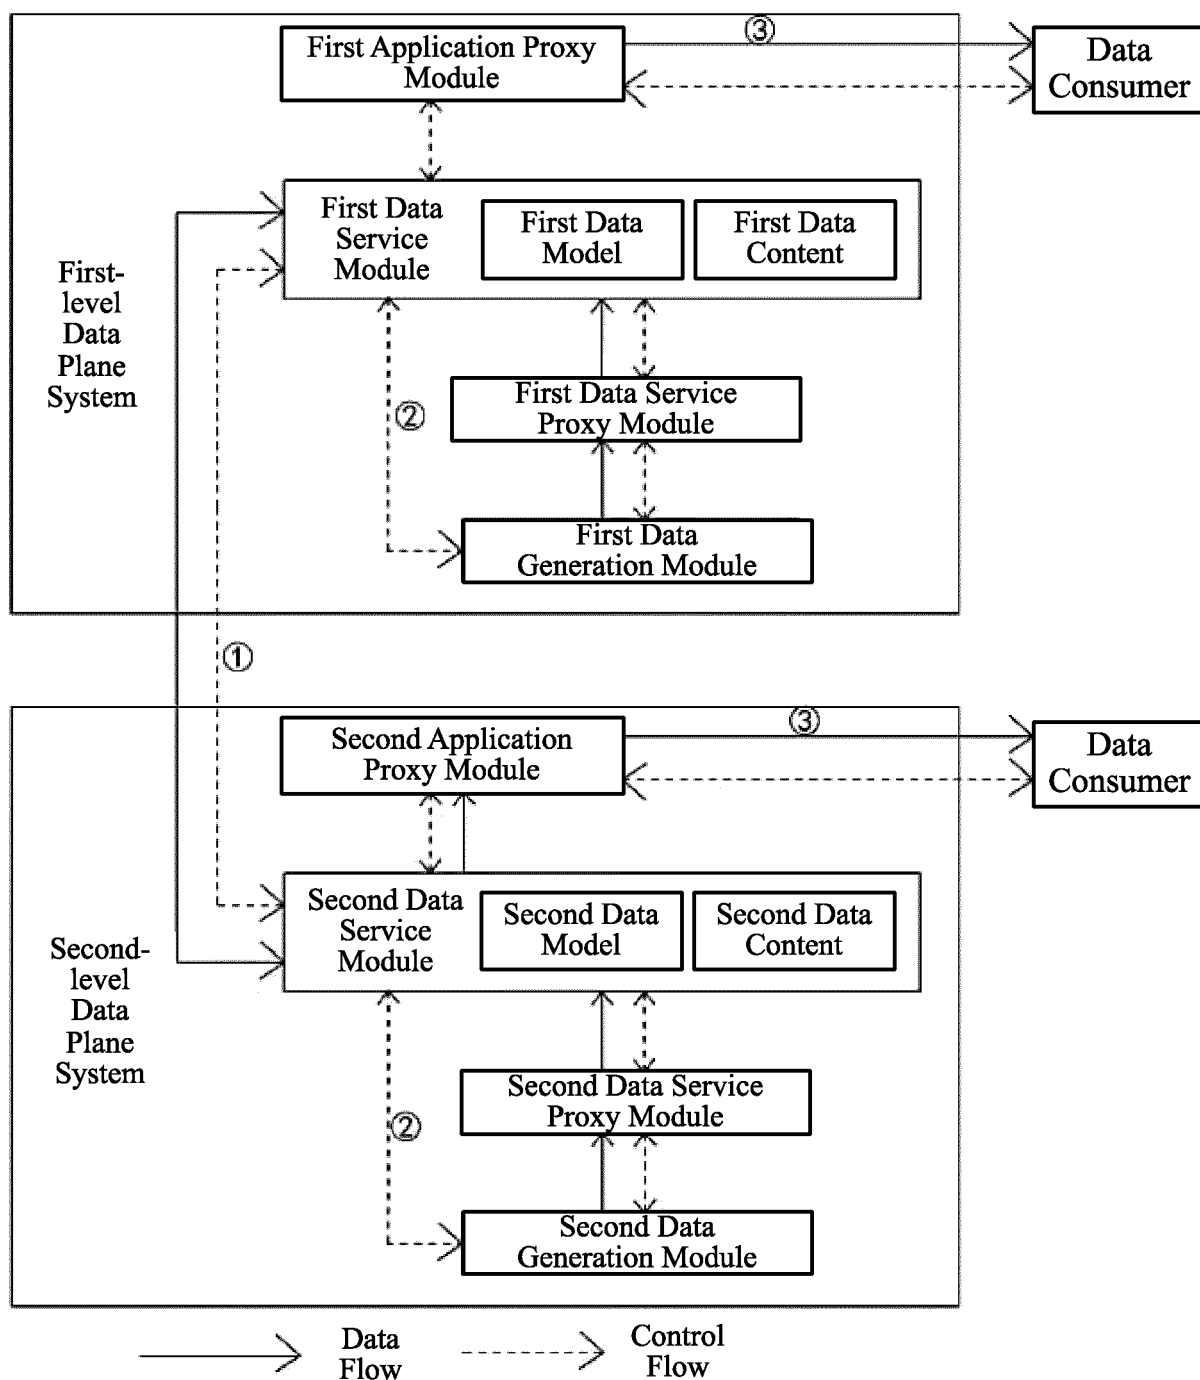 First Application Proxy
Module
③
Data
Consumer
First Data
Service
Module
First Data
Model
First Data
Content
First-
level
Data
Plane
System
First Data Service
Proxy Module
②
First Data
Generation Module
①
Second Application
Proxy Module
③
Data
Consumer
Second Data
Service
Module
Second Data
Model
Second Data
Content
Second-
level
Data
Plane
System
Second Data Service
Proxy Module
②
Second Data
Generation Module
Data
Flow
Control
Flow